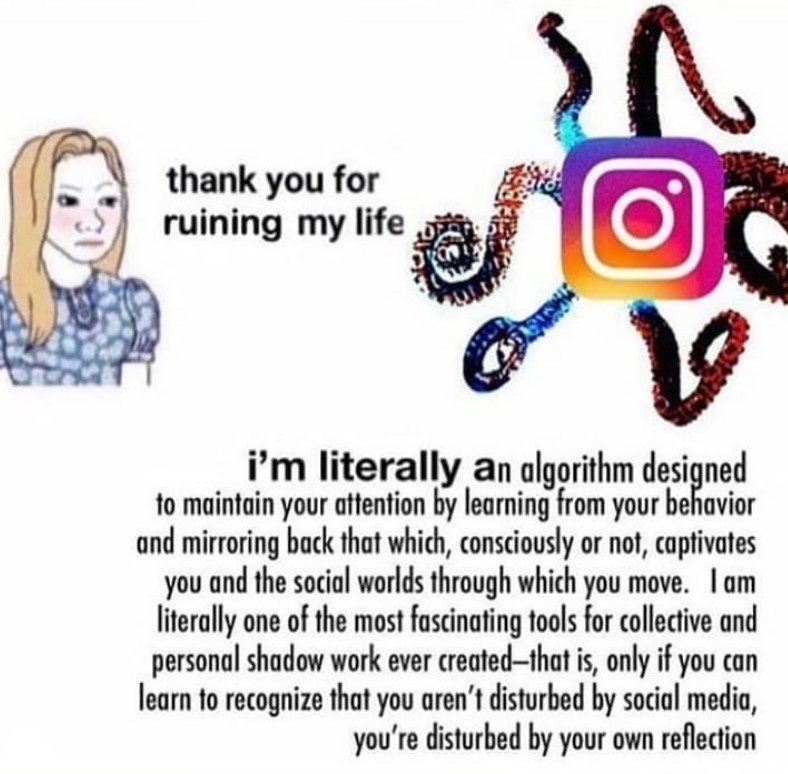 thank you for
ruining my life
i'm literally an algorithm designed
to maintain your attention by learning from your behavior
and mirroring back that which, consciously or not, captivates
you and the social worlds through which you move. I am
literally one of the most fascinating tools for collective and
personal shadow work ever created–that is, only if you can
learn to recognize that you aren't disturbed by social media,
you're disturbed by your own reflection